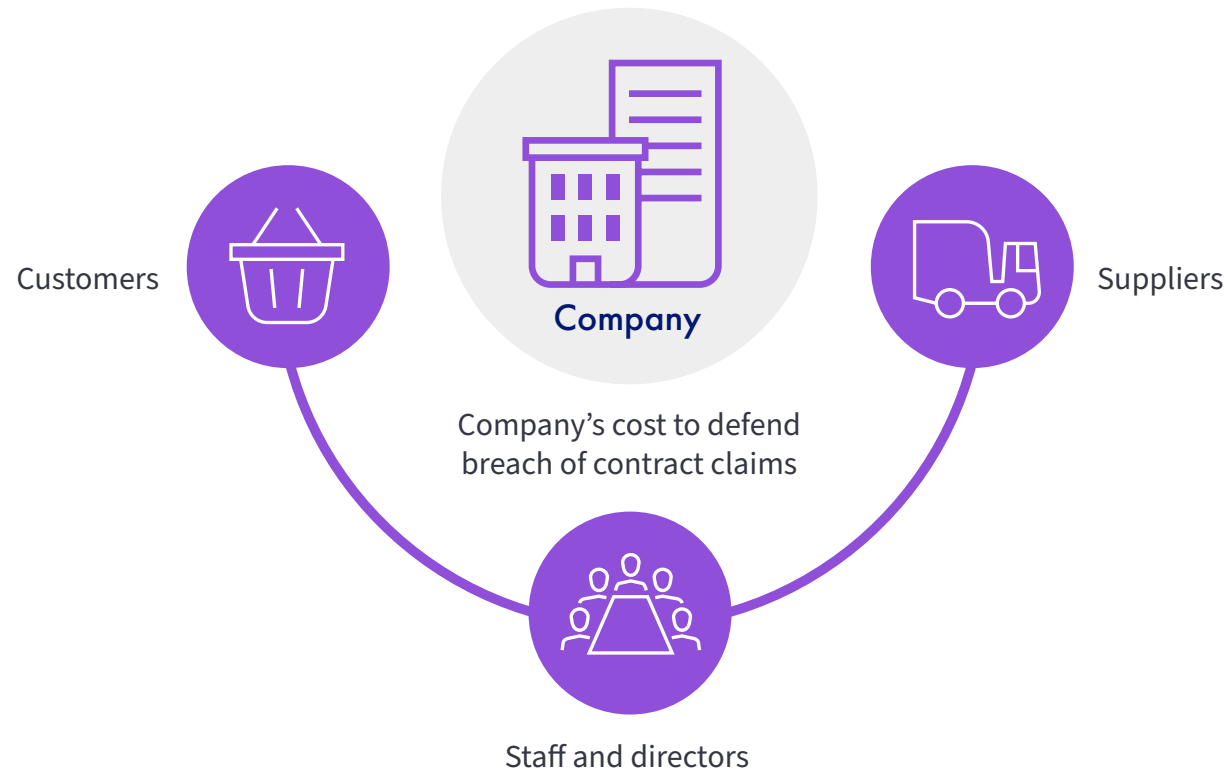 Customers
Company
Suppliers
Company’s cost to defend
breach of contract claims
Staff and directors